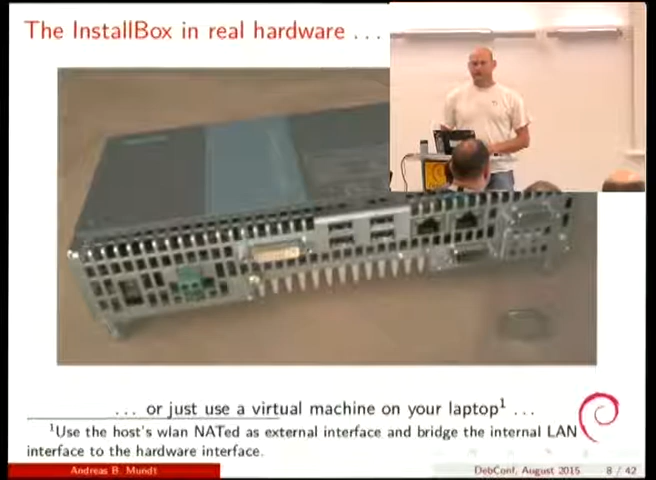 The InstallBox in real hardware ...
... or just use a virtual machine on your laptop¹ ...
¹Use the host's wlan NATed as external interface and bridge the internal LAN
interface to the hardware interface.
Andreas B. Mundt
DebConf, August 2015
8 / 42